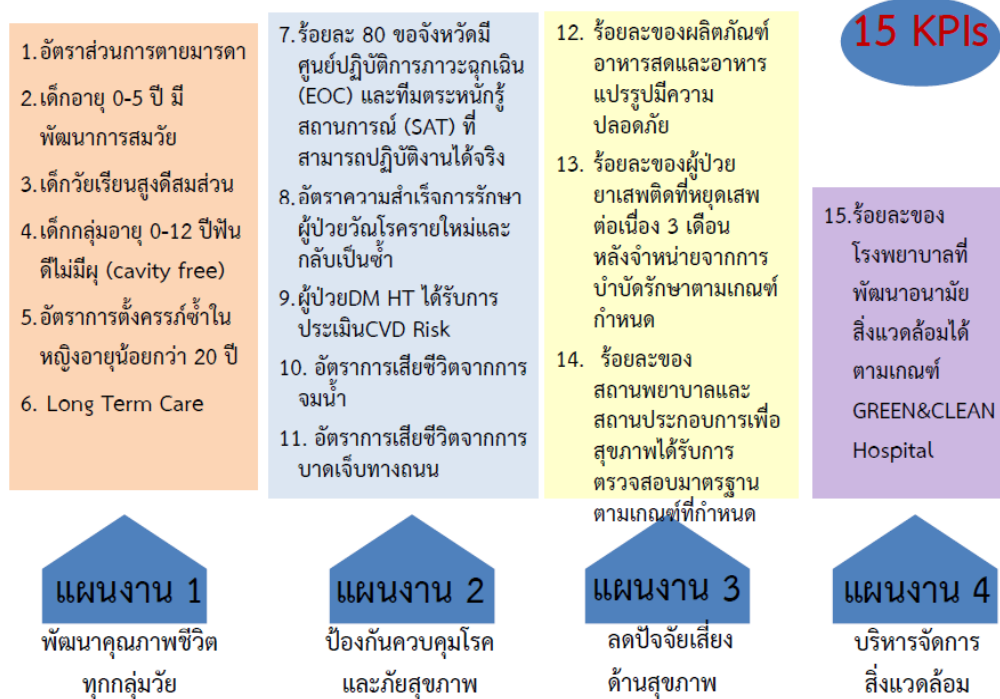 15 KPIs
1.อัตราส่วนการตายมารดา
2.เด็กอายุ 0-5 ปี มี
พัฒนาการสมวัย
3.เด็กวัยเรียนสูงดีสมส่วน
4.เด็กกลุ่มอายุ 0-12 ปีฟัน
ดีไม่มีผุ (cavity free)
5.อัตราการตั้งครรภ์ซ้ำใน
หญิงอายุน้อยกว่า 20 ปี
6. Long Term Care
7.ร้อยละ 80 ขอจังหวัดมี
ศูนย์ปฏิบัติการภาวะฉุกเฉิน
(EOC) และทีมตระหนักรู้
สถานการณ์ (SAT) ที่
สามารถปฏิบัติงานได้จริง
8.อัตราความสำเร็จการรักษา
ผู้ป่วยวัณโรครายใหม่และ
กลับเป็นซ้ำ
9.ผู้ป่วยDM HT ได้รับการ
ประเมินCVD Risk
10. อัตราการเสียชีวิตจากการ
จมน้ำ
11. อัตราการเสียชีวิตจากการ
บาดเจ็บทางถนน
12. ร้อยละของผลิตภัณฑ์
อาหารสดและอาหาร
แปรรูปมีความ
ปลอดภัย
13. ร้อยละของผู้ป่วย
ยาเสพติดที่หยุดเสพ
ต่อเนื่อง 3 เดือน
หลังจำหน่ายจากการ
บำบัดรักษาตามเกณฑ์
กำหนด
14. ร้อยละของ
สถานพยาบาลและ
สถานประกอบการเพื่อ
สุขภาพได้รับการ
ตรวจสอบมาตรฐาน
ตามเกณฑ์ที่กำหนด
15.ร้อยละของ
โรงพยาบาลที่
พัฒนาอนามัย
สิ่งแวดล้อมได้
ตามเกณฑ์
GREEN&CLEAN
Hospital
แผนงาน 1
พัฒนาคุณภาพชีวิต
ทุกกลุ่มวัย
แผนงาน 2
ป้องกันควบคุมโรค
และภัยสุขภาพ
แผนงาน 3
ลดปัจจัยเสี่ยง
ด้านสุขภาพ
แผนงาน 4
บริหารจัดการ
สิ่งแวดล้อม